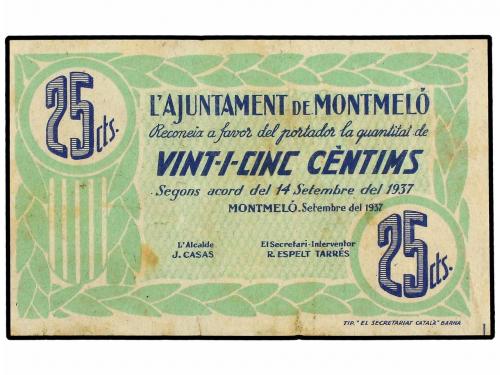 25 cts.
L'AJUNTAMENT DE MONTMELÓ
Reconeix a favor del portador la quantitat de
VINT-I-CINC CÈNTIMS
Segons acord del 14 Setembre del 1937
MONTMELÓ, Setembre del 1937
L'Alcalde
J. CASAS
El Secretari-Interventor
R. ESPELT TARRÉS
25 cts.
TIP. "EL SECRETARIAT CATALÀ" BARNA